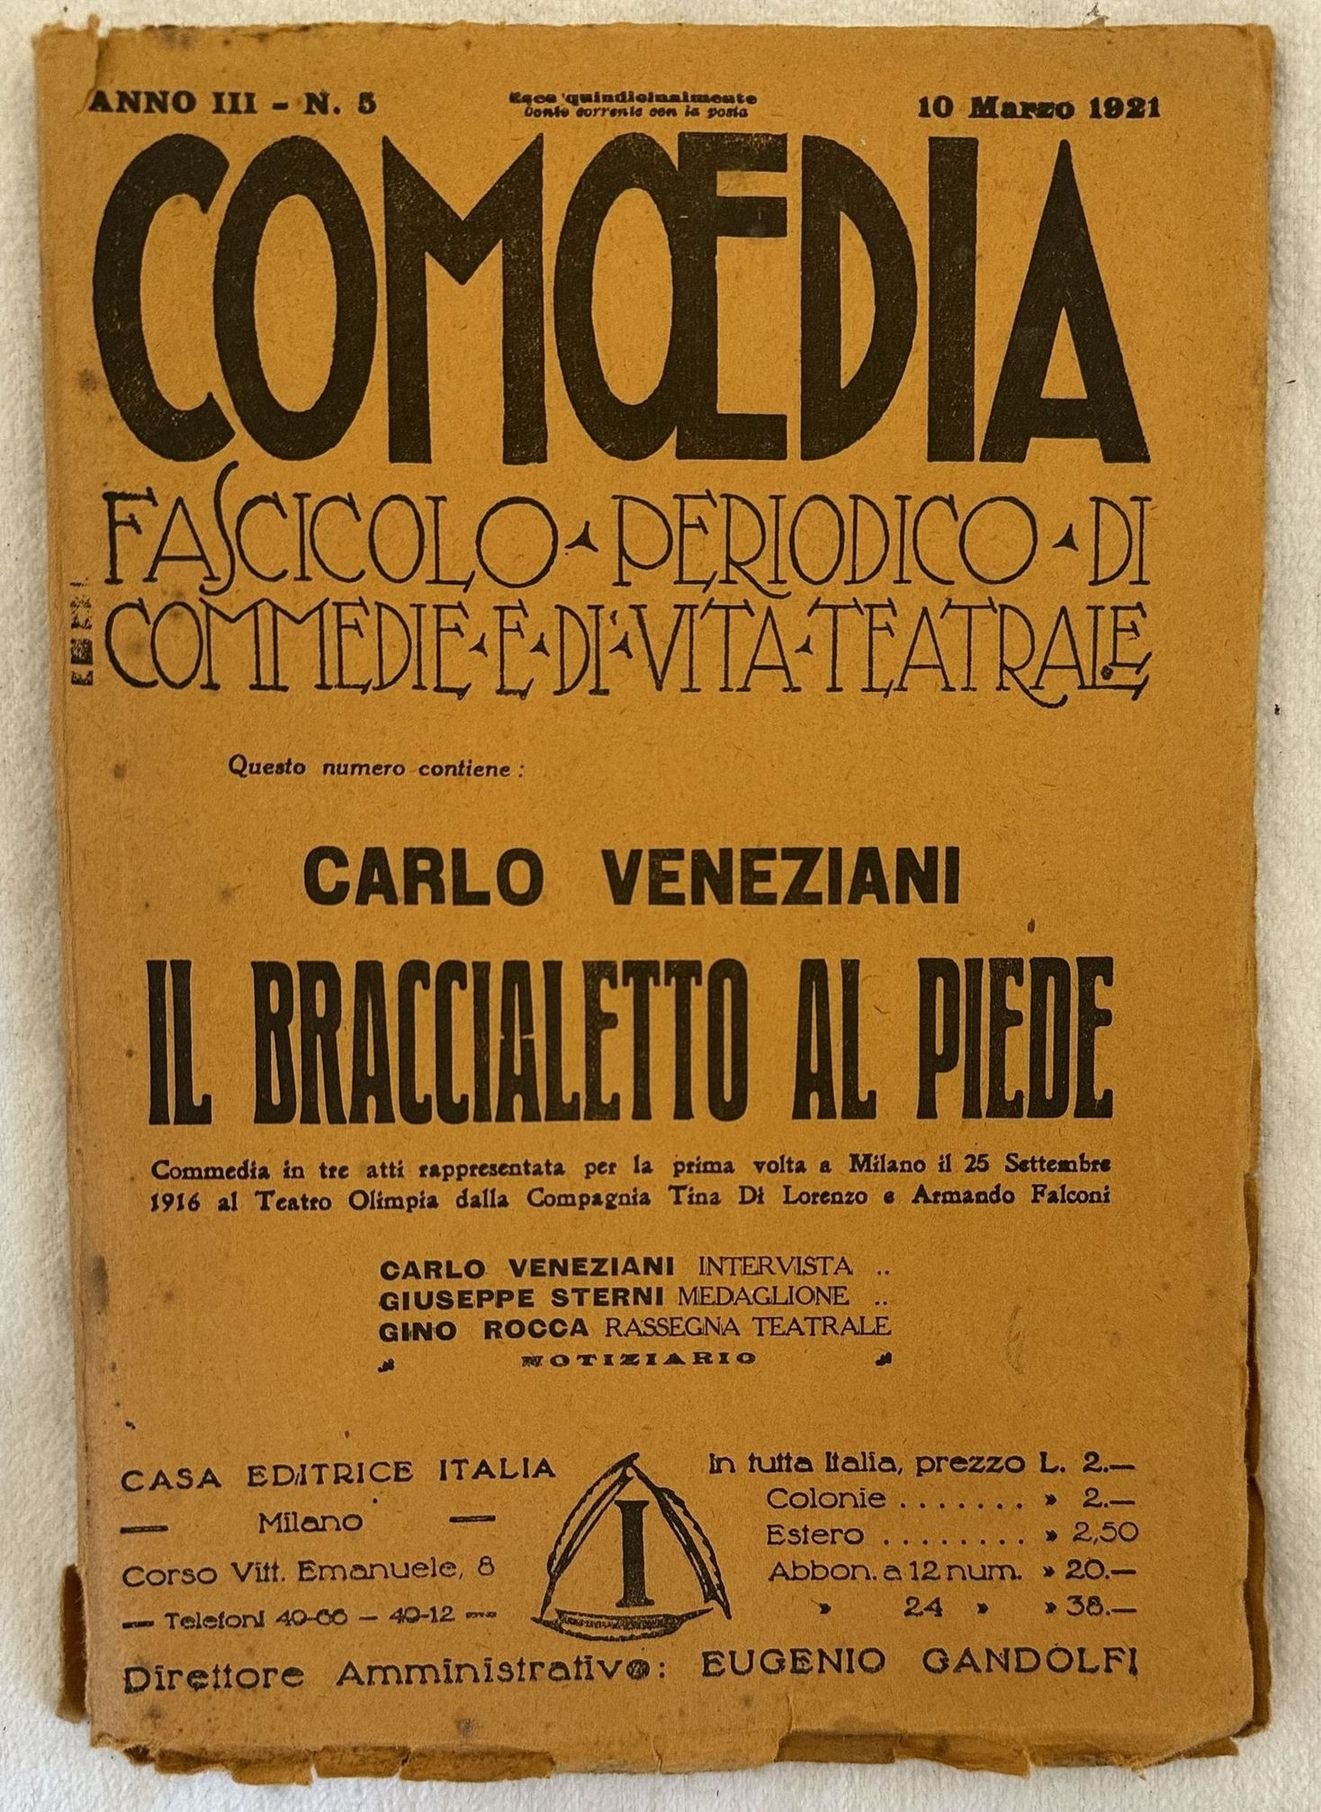 ANNO III - N. 5
Esce quindicinalmente
Conto corrente con la posta
10 Marzo 1921
COMŒDIA
FASCICOLO PERIODICO DI
COMMEDIE E DI VITA TEATRALE
Questo numero contiene :
CARLO VENEZIANI
IL BRACCIALETTO AL PIEDE
Commedia in tre atti rappresentata per la prima volta a Milano il 25 Settembre
1916 al Teatro Olimpia dalla Compagnia Tina Di Lorenzo e Armando Falconi
CARLO VENEZIANI INTERVISTA ..
GIUSEPPE STERNI MEDAGLIONE ..
GINO ROCCA RASSEGNA TEATRALE
NOTIZIARIO
CASA EDITRICE ITALIA
— Milano —
Corso Vitt. Emanuele, 8
— Telefoni 40-66 — 40-12 —
I
In tutta Italia, prezzo L. 2.—
Colonie . . . . . . . » 2.—
Estero . . . . . . . . » 2,50
Abbon. a 12 num. » 20.—
» 24 » » 38.—
Direttore Amministrativo: EUGENIO GANDOLFI